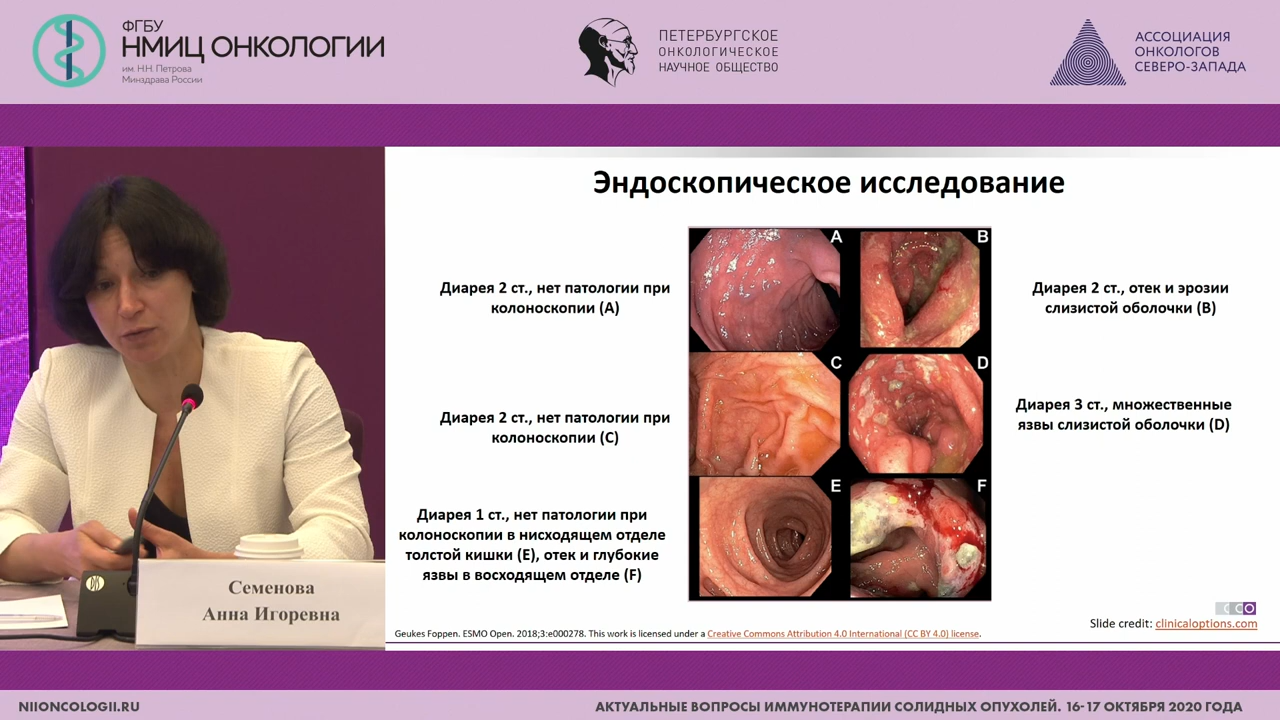 ФГБУ
НМИЦ ОНКОЛОГИИ
им. Н.Н. Петрова
Минздрава России
ПЕТЕРБУРГСКОЕ
ОНКОЛОГИЧЕСКОЕ
НАУЧНОЕ ОБЩЕСТВО
АССОЦИАЦИЯ
ОНКОЛОГОВ
СЕВЕРО-ЗАПАДА
Эндоскопическое исследование
Диарея 2 ст., нет патологии при
колоноскопии (A)
A
B
Диарея 2 ст., отек и эрозии
слизистой оболочки (B)
Диарея 2 ст., нет патологии при
колоноскопии (C)
C
D
Диарея 3 ст., множественные
язвы слизистой оболочки (D)
Диарея 1 ст., нет патологии при
колоноскопии в нисходящем отделе
толстой кишки (E), отек и глубокие
язвы в восходящем отделе (F)
E
F
Семенова
Анна Игоревна
CCO
Slide credit: clinicaloptions.com
Geukes Foppen. ESMO Open. 2018;3:e000278. This work is licensed under a Creative Commons Attribution 4.0 International (CC BY 4.0) license.
NIIONCOLOGII.RU
АКТУАЛЬНЫЕ ВОПРОСЫ ИММУНОТЕРАПИИ СОЛИДНЫХ ОПУХОЛЕЙ. 16-17 ОКТЯБРЯ 2020 ГОДА